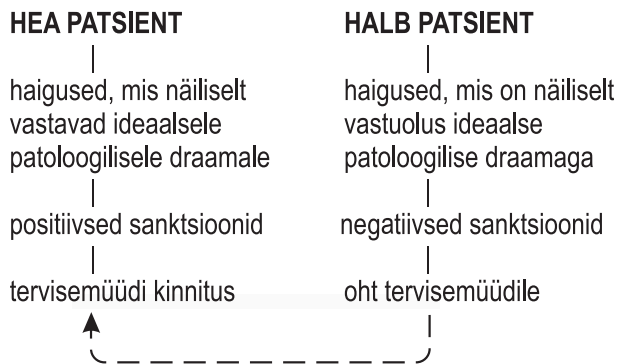 HEA PATSIENT
haigused, mis näiliselt
vastavad ideaalsele
patoloogilisele draamale
positiivsed sanktsioonid
tervisemüüdi kinnitus
HALB PATSIENT
haigused, mis on näiliselt
vastuolus ideaalse
patoloogilise draamaga
negatiivsed sanktsioonid
oht tervisemüüdile